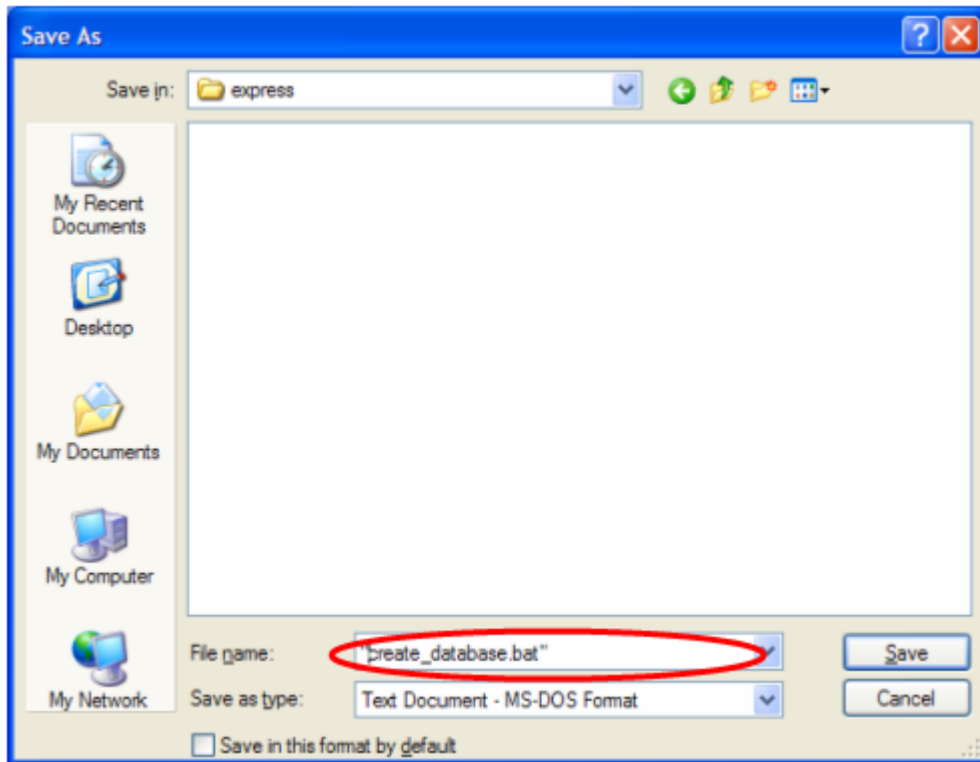 Save As
Save in:
express
My Recent
Documents
Desktop
My Documents
My Computer
My Network
File name:
"create_database.bat"
Save
Save as type:
Text Document - MS-DOS Format
Cancel
Save in this format by default